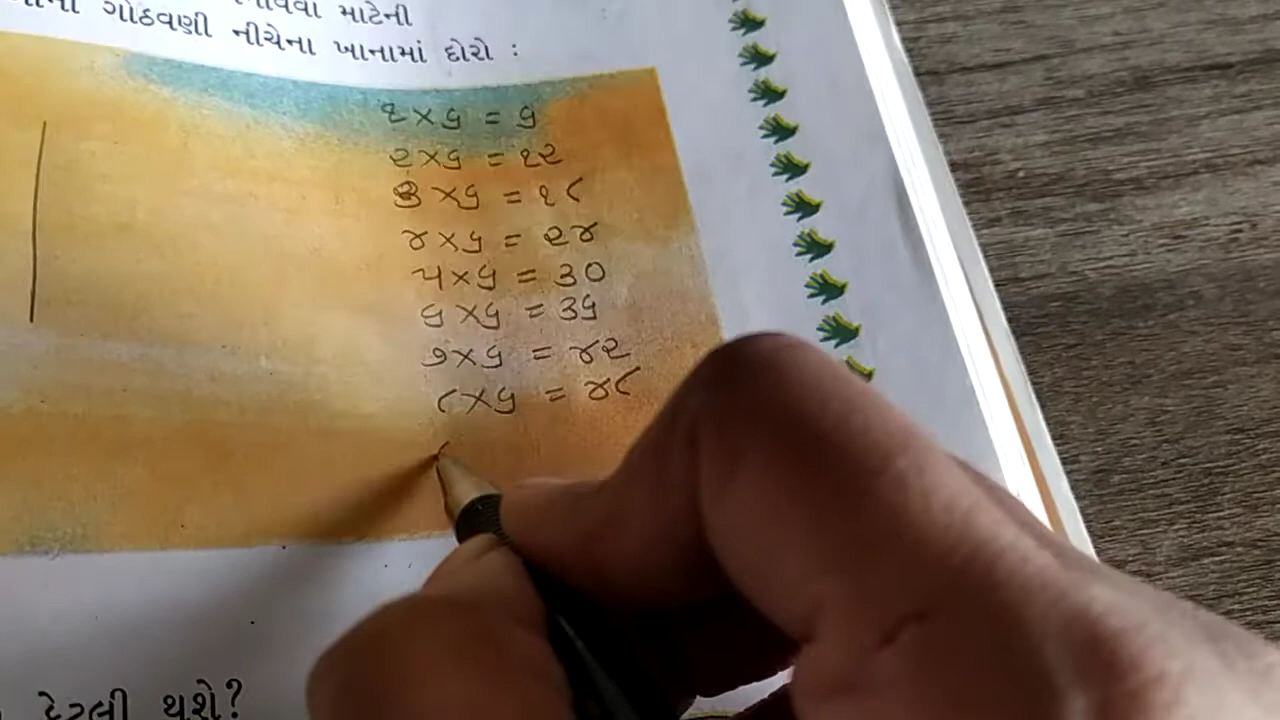 માટેની
ગોઠવણી નીચેના ખાનામાં દોરો :
૧ × ૬ = ૬
૨ × ૬ = ૧૨
૩ × ૬ = ૧૮
૪ × ૬ = ૨૪
૫ × ૬ = ૩૦
૬ × ૬ = ૩૬
૭ × ૬ = ૪૨
૮ × ૬ = ૪૮
કેટલી થશે?